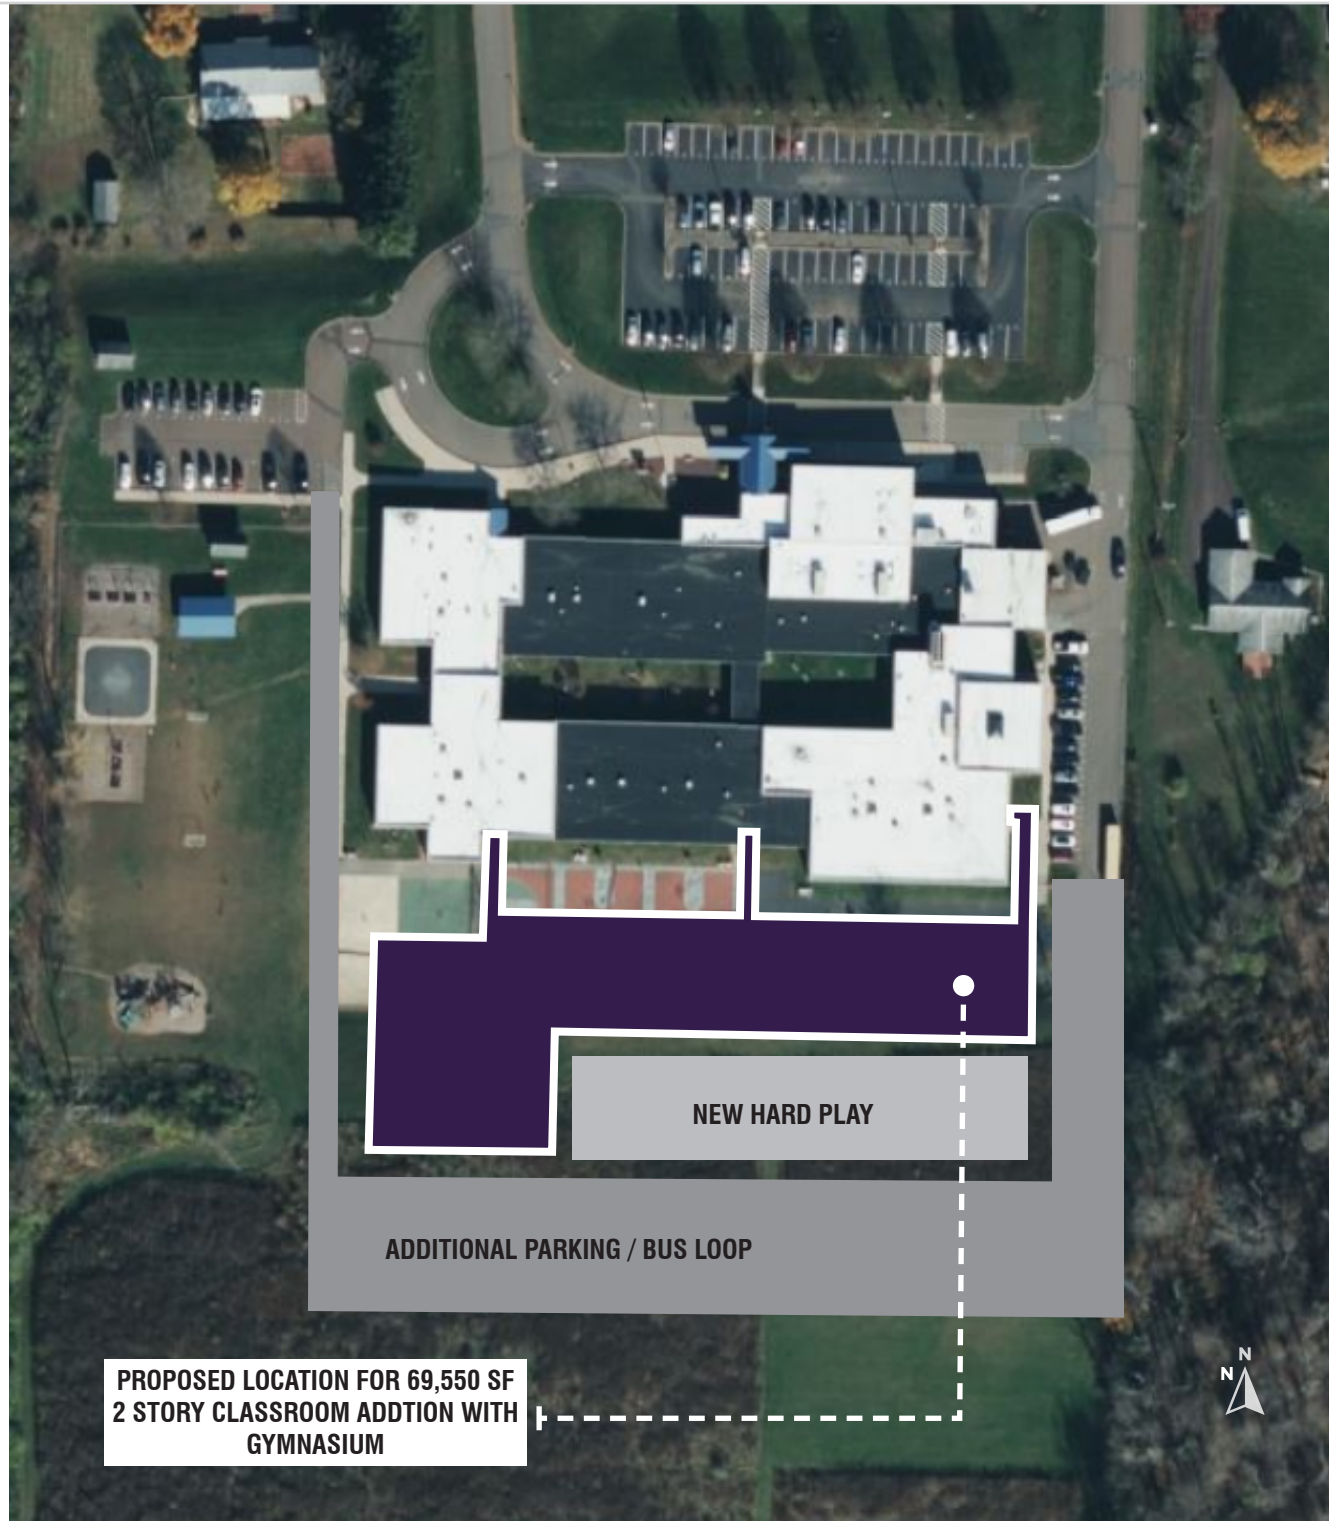 NEW HARD PLAY
ADDITIONAL PARKING / BUS LOOP
PROPOSED LOCATION FOR 69,550 SF
2 STORY CLASSROOM ADDTION WITH
GYMNASIUM
N
N